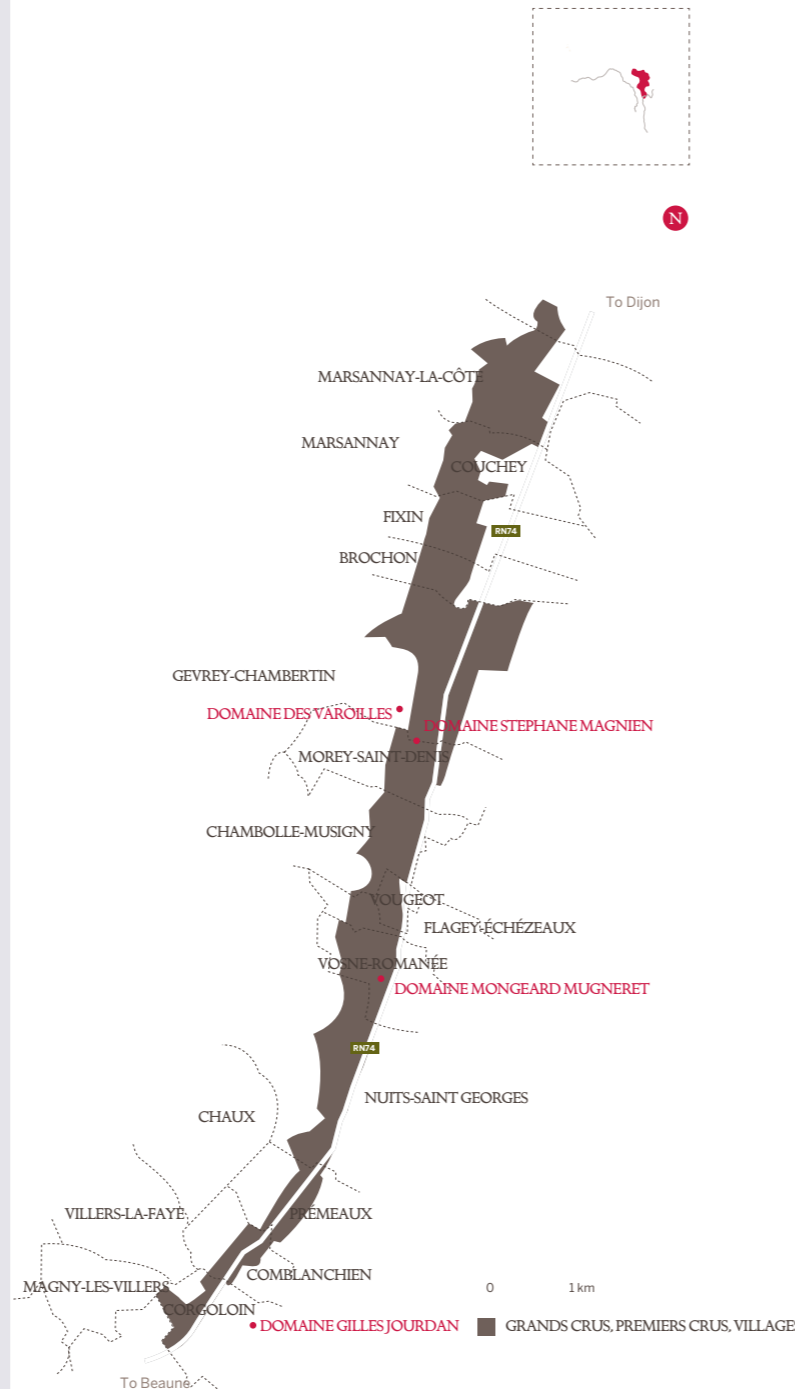 N
To Dijon
MARSANNAY-LA-CÔTE
MARSANNAY
COUCHEY
FIXIN
RN74
BROCHON
GEVREY-CHAMBERTIN
DOMAINE DES VAROILLES
DOMAINE STEPHANE MAGNIEN
MOREY-SAINT-DENIS
CHAMBOLLE-MUSIGNY
VOUGEOT
FLAGEY-ÉCHÉZEAUX
VOSNE-ROMANÉE
DOMAINE MONGEARD MUGNERET
RN74
NUITS-SAINT GEORGES
CHAUX
VILLERS-LA-FAYE
PRÉMEAUX
COMBLANCHIEN
MAGNY-LES-VILLERS
0 1 km
CORGOLOIN
DOMAINE GILLES JOURDAN
GRANDS CRUS, PREMIERS CRUS, VILLAGES
To Beaune